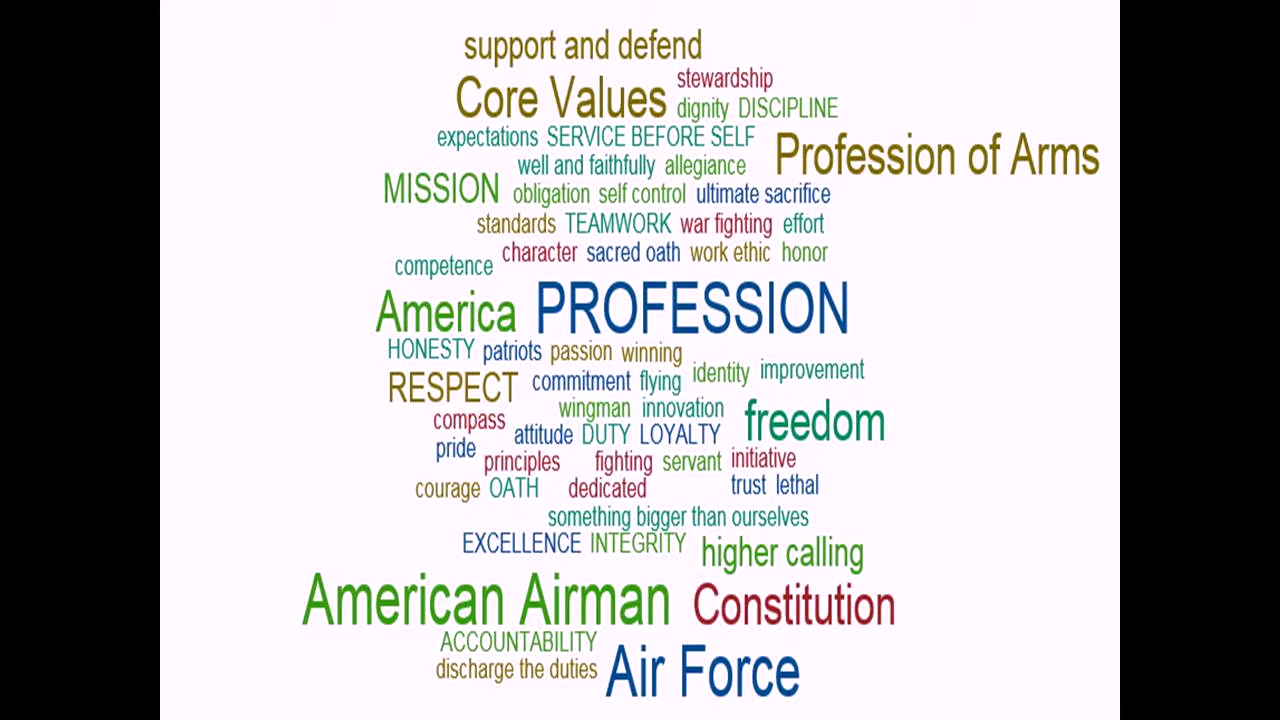 support and defend
Core Values stewardship
dignity DISCIPLINE
expectations SERVICE BEFORE SELF
Profession of Arms
well and faithfully allegiance
MISSION obligation self control ultimate sacrifice
standards TEAMWORK war fighting effort
character sacred oath work ethic honor
competence
America PROFESSION
HONESTY patriots passion winning
RESPECT commitment flying identity improvement
wingman innovation freedom
compass attitude DUTY LOYALTY
pride principles fighting servant initiative
courage OATH dedicated trust lethal
something bigger than ourselves
EXCELLENCE INTEGRITY higher calling
American Airman Constitution
ACCOUNTABILITY
discharge the duties Air Force